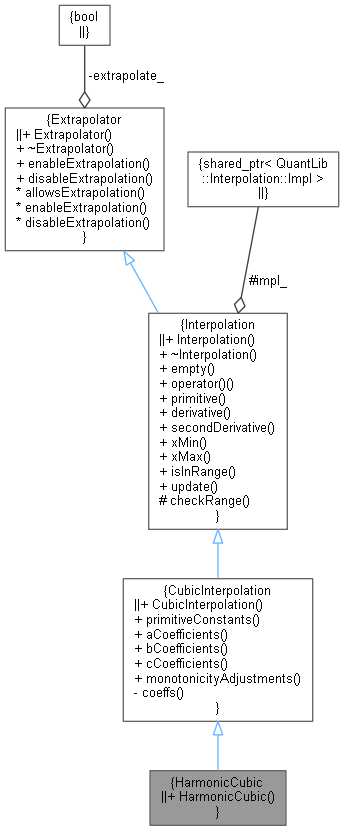 {bool
||}
-extrapolate_
{Extrapolator
||+ Extrapolator()
+ ~Extrapolator()
+ enableExtrapolation()
+ disableExtrapolation()
* allowsExtrapolation()
* enableExtrapolation()
* disableExtrapolation()
}
{shared_ptr< QuantLib
::Interpolation::Impl >
||}
#impl_
{Interpolation
||+ Interpolation()
+ ~Interpolation()
+ empty()
+ operator()()
+ primitive()
+ derivative()
+ secondDerivative()
+ xMin()
+ xMax()
+ isInRange()
+ update()
# checkRange()
}
{CubicInterpolation
||+ CubicInterpolation()
+ primitiveConstants()
+ aCoefficients()
+ bCoefficients()
+ cCoefficients()
+ monotonicityAdjustments()
- coeffs()
}
{HarmonicCubic
||+ HarmonicCubic()
}